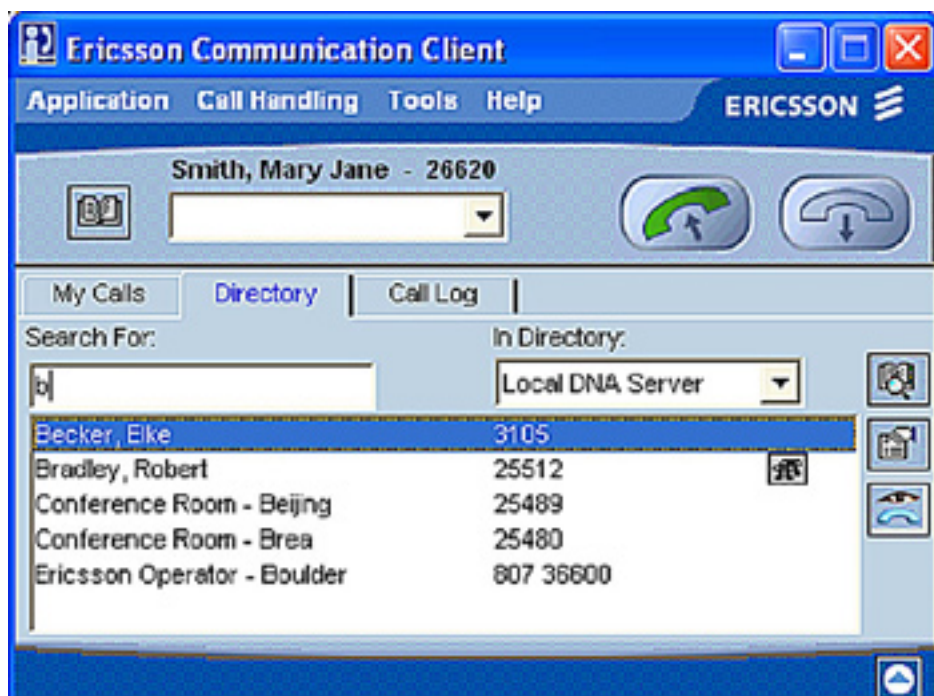 Ericsson Communication Client
Application Call Handling Tools Help
ERICSSON
Smith, Mary Jane - 26620
My Calls Directory Call Log
Search For: In Directory:
b Local DNA Server
Becker, Elke 3105
Bradley, Robert 25512
Conference Room - Beijing 25489
Conference Room - Brea 25480
Ericsson Operator - Boulder 807 36600